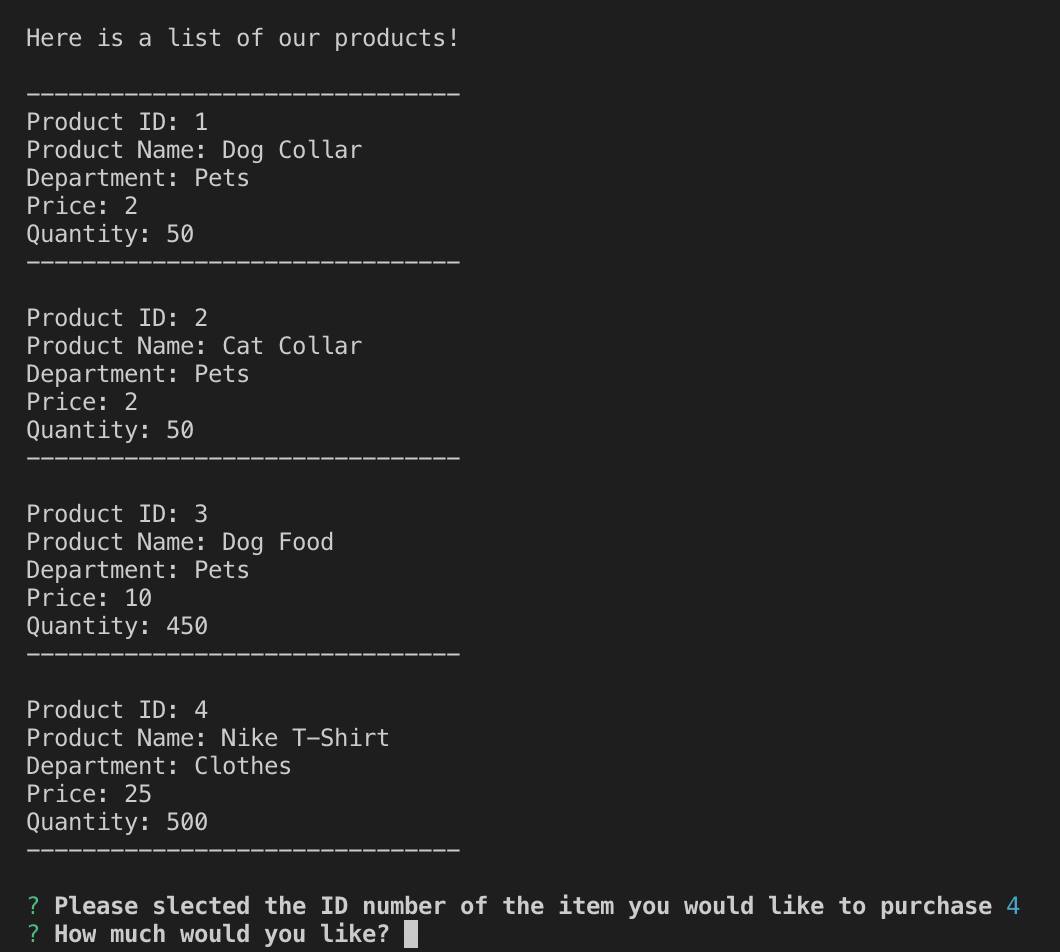 Here is a list of our products!
-------------------------------
Product ID: 1
Product Name: Dog Collar
Department: Pets
Price: 2
Quantity: 50
-------------------------------
Product ID: 2
Product Name: Cat Collar
Department: Pets
Price: 2
Quantity: 50
-------------------------------
Product ID: 3
Product Name: Dog Food
Department: Pets
Price: 10
Quantity: 450
-------------------------------
Product ID: 4
Product Name: Nike T-Shirt
Department: Clothes
Price: 25
Quantity: 500
-------------------------------
? Please slected the ID number of the item you would like to purchase 4
? How much would you like?